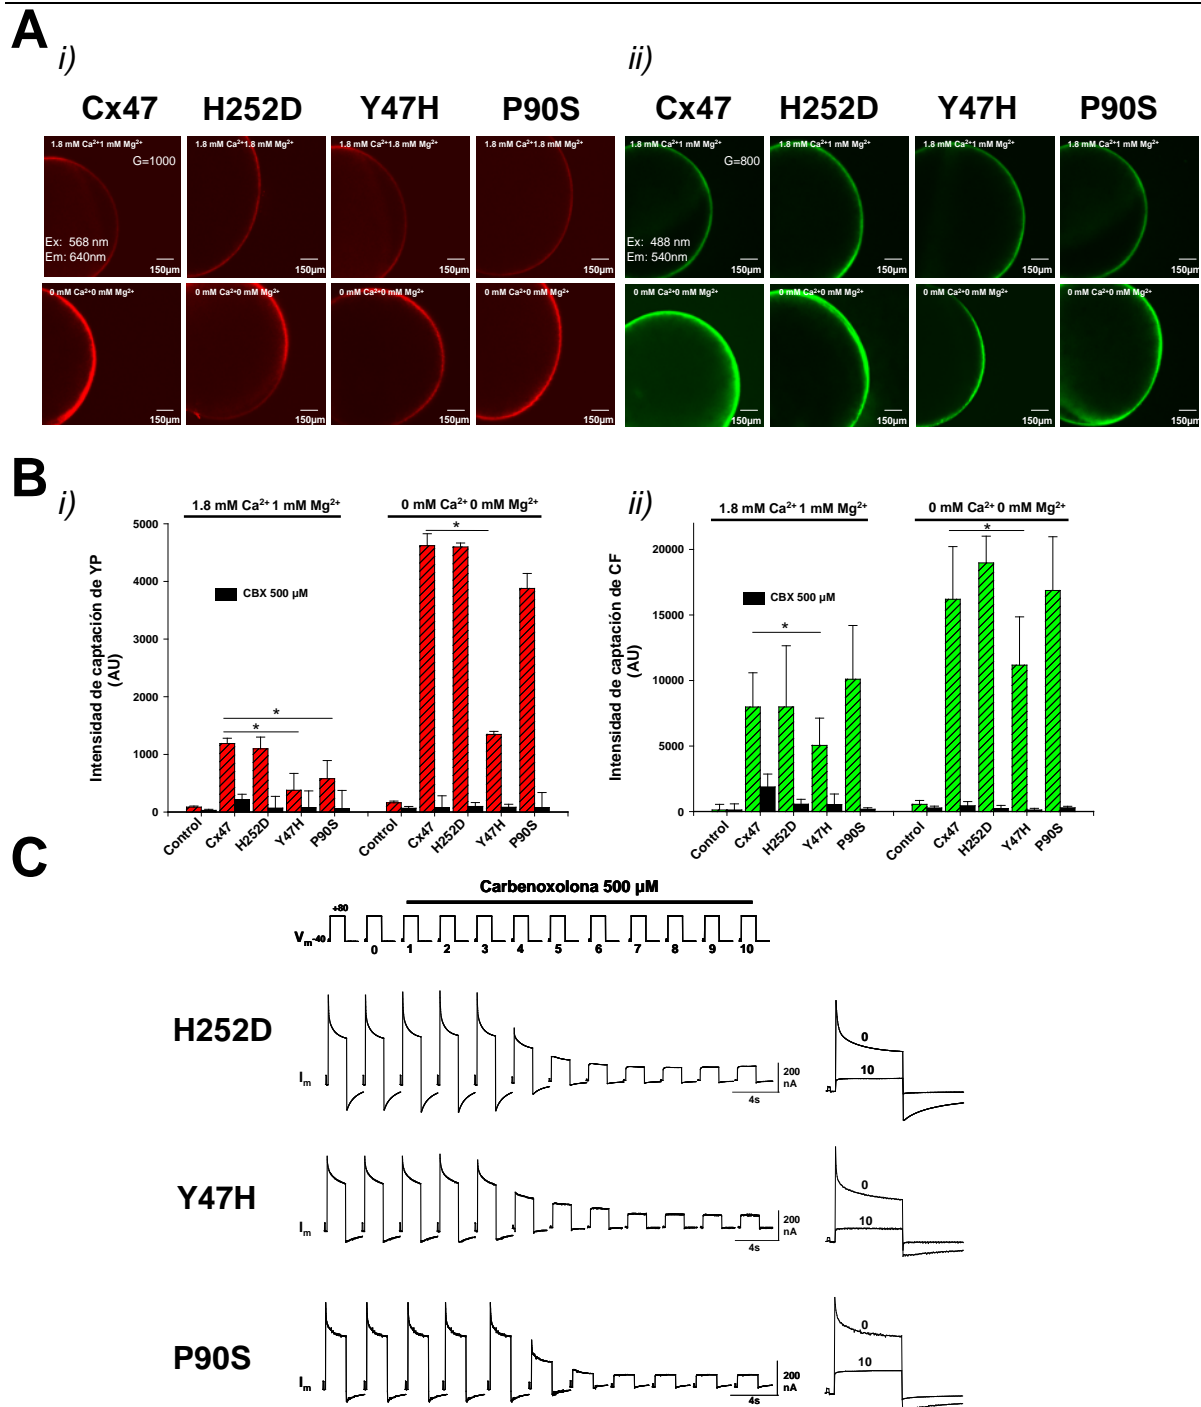 A
i)
ii)
Cx47 H252D Y47H P90S Cx47 H252D Y47H P90S
1.8 mM Ca²⁺1 mM Mg²⁺ 1.8 mM Ca²⁺1.8 mM Mg²⁺ 1.8 mM Ca²⁺1.8 mM Mg²⁺ 1.8 mM Ca²⁺1.8 mM Mg²⁺ 1.8 mM Ca²⁺1 mM Mg²⁺ 1.8 mM Ca²⁺1 mM Mg²⁺ 1.8 mM Ca²⁺1 mM Mg²⁺ 1.8 mM Ca²⁺1 mM Mg²⁺
G=1000 G=800
Ex: 568 nm Ex: 488 nm
Em: 640nm Em: 540nm
150µm 150µm 150µm 150µm 150µm 150µm 150µm 150µm
0 mM Ca²⁺0 mM Mg²⁺ 0 mM Ca²⁺0 mM Mg²⁺ 0 mM Ca²⁺0 mM Mg²⁺ 0 mM Ca²⁺0 mM Mg²⁺ 0 mM Ca²⁺0 mM Mg²⁺ 0 mM Ca²⁺0 mM Mg²⁺ 0 mM Ca²⁺0 mM Mg²⁺ 0 mM Ca²⁺0 mM Mg²⁺
150µm 150µm 150µm 150µm 150µm 150µm 150µm 150µm
B
i)
1.8 mM Ca²⁺ 1 mM Mg²⁺ 0 mM Ca²⁺ 0 mM Mg²⁺
Intensidad de captación de YP
(AU)
5000
4000
3000
2000
1000
0
CBX 500 µM
* * *
Control Cx47 H252D Y47H P90S Control Cx47 H252D Y47H P90S
ii)
1.8 mM Ca²⁺ 1 mM Mg²⁺ 0 mM Ca²⁺ 0 mM Mg²⁺
Intensidad de captación de CF
(AU)
20000
15000
10000
5000
0
CBX 500 µM
* *
Control Cx47 H252D Y47H P90S Control Cx47 H252D Y47H P90S
C
Carbenoxolona 500 µM
+80
Vm -40
0 1 2 3 4 5 6 7 8 9 10
H252D
Im
200
nA
4s
0
10
Y47H
Im
200
nA
4s
0
10
P90S
Im
200
nA
4s
0
10